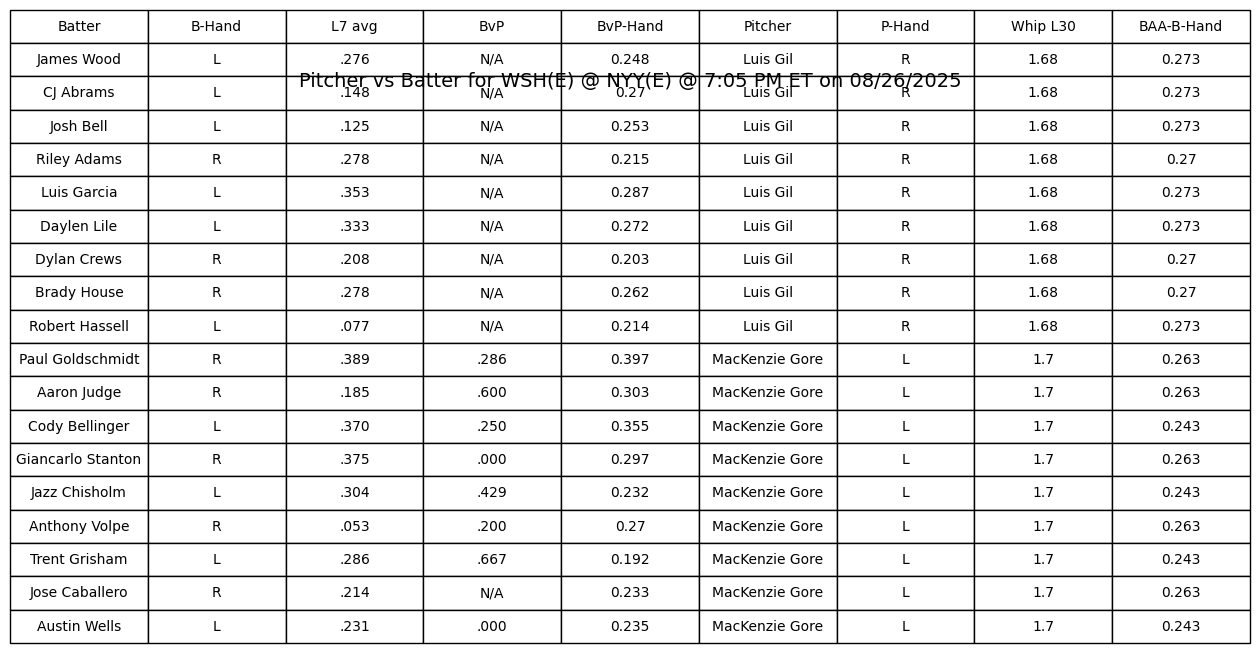 Batter B-Hand L7 avg BvP BvP-Hand Pitcher P-Hand Whip L30 BAA-B-Hand
James Wood L .276 N/A 0.248 Luis Gil R 1.68 0.273
Pitcher vs Batter for WSH(E) @ NYY(E) @ 7:05 PM ET on 08/26/2025
CJ Abrams L .148 N/A 0.27 Luis Gil R 1.68 0.273
Josh Bell L .125 N/A 0.253 Luis Gil R 1.68 0.273
Riley Adams R .278 N/A 0.215 Luis Gil R 1.68 0.27
Luis Garcia L .353 N/A 0.287 Luis Gil R 1.68 0.273
Daylen Lile L .333 N/A 0.272 Luis Gil R 1.68 0.273
Dylan Crews R .208 N/A 0.203 Luis Gil R 1.68 0.27
Brady House R .278 N/A 0.262 Luis Gil R 1.68 0.27
Robert Hassell L .077 N/A 0.214 Luis Gil R 1.68 0.273
Paul Goldschmidt R .389 .286 0.397 MacKenzie Gore L 1.7 0.263
Aaron Judge R .185 .600 0.303 MacKenzie Gore L 1.7 0.263
Cody Bellinger L .370 .250 0.355 MacKenzie Gore L 1.7 0.243
Giancarlo Stanton R .375 .000 0.297 MacKenzie Gore L 1.7 0.263
Jazz Chisholm L .304 .429 0.232 MacKenzie Gore L 1.7 0.243
Anthony Volpe R .053 .200 0.27 MacKenzie Gore L 1.7 0.263
Trent Grisham L .286 .667 0.192 MacKenzie Gore L 1.7 0.243
Jose Caballero R .214 N/A 0.233 MacKenzie Gore L 1.7 0.263
Austin Wells L .231 .000 0.235 MacKenzie Gore L 1.7 0.243